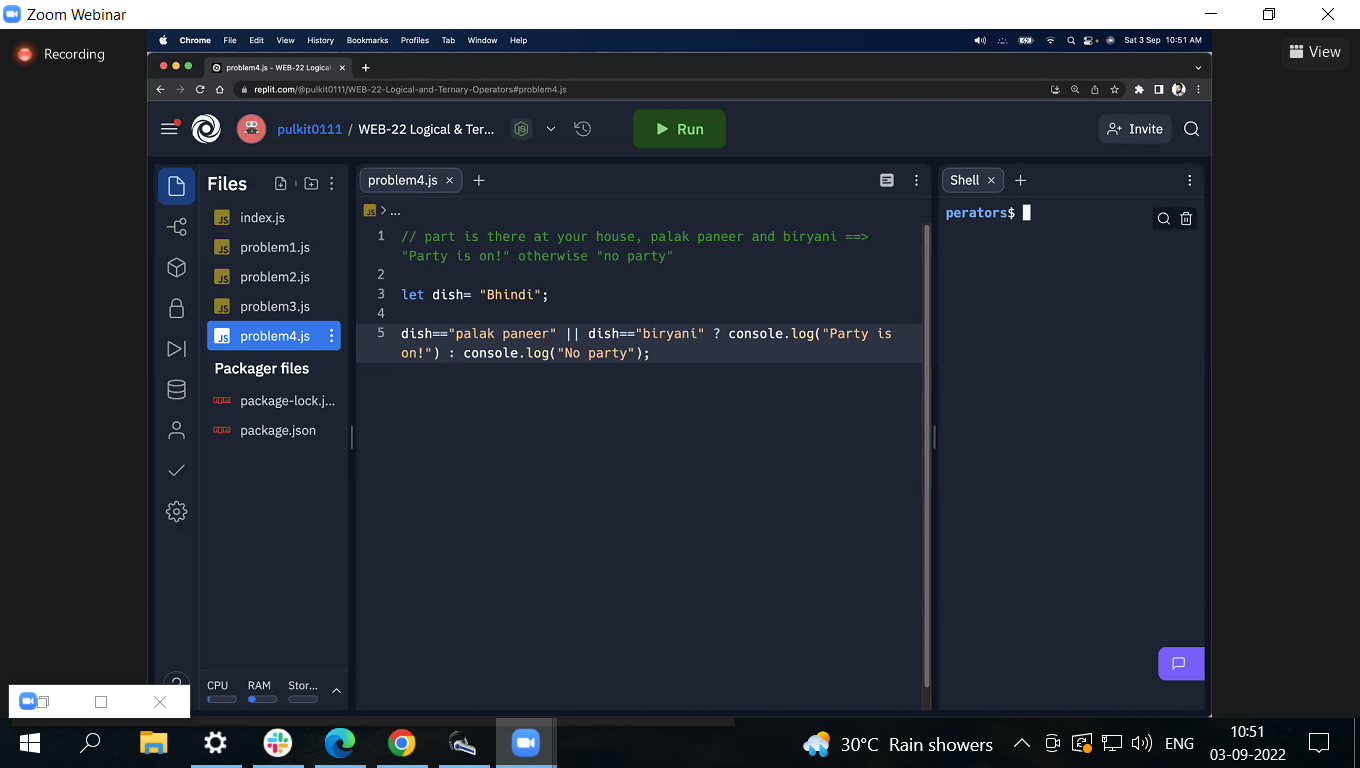 Zoom Webinar
Recording
View
Chrome File Edit View History Bookmarks Profiles Tab Window Help
Sat 3 Sep 10:51 AM
problem4.js - WEB-22 Logical
replit.com/@pulkit0111/WEB-22-Logical-and-Ternary-Operators#problem4.js
pulkit0111 / WEB-22 Logical & Ter...
Run
Invite
Files
index.js
problem1.js
problem2.js
problem3.js
problem4.js
Packager files
package-lock.j...
package.json
CPU RAM Stor...
problem4.js
JS > ...
1 // part is there at your house, palak paneer and biryani ==>
"Party is on!" otherwise "no party"
2
3 let dish= "Bhindi";
4
5 dish=="palak paneer" || dish=="biryani" ? console.log("Party is
on!") : console.log("No party");
Shell
perators$
30°C Rain showers
ENG
10:51
03-09-2022